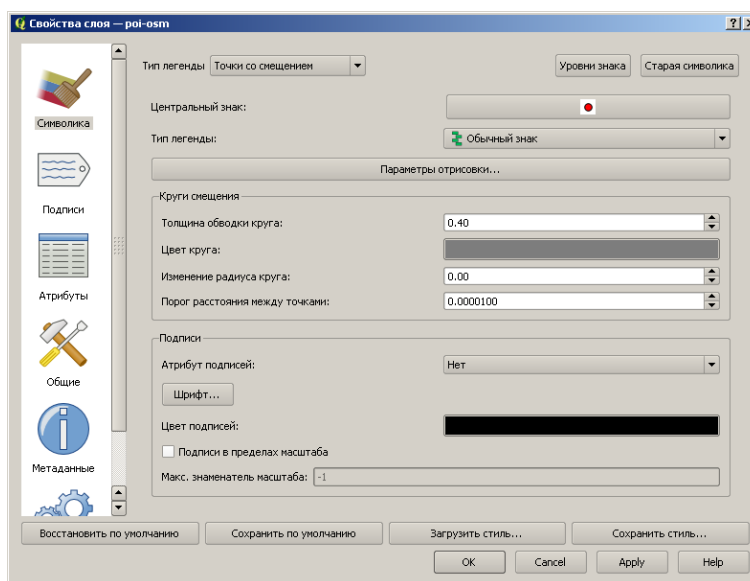 Свойства слоя — poi-osm
Символика
Подписи
Атрибуты
Общие
Метаданные
Тип легенды Точки со смещением Уровни знака Старая символика
Центральный знак:
Тип легенды: Обычный знак
Параметры отрисовки...
Круги смещения
Толщина обводки круга: 0.40
Цвет круга:
Изменение радиуса круга: 0.00
Порог расстояния между точками: 0.0000100
Подписи
Атрибут подписей: Нет
Шрифт...
Цвет подписей:
Подписи в пределах масштаба
Макс. знаменатель масштаба: -1
Восстановить по умолчанию Сохранить по умолчанию Загрузить стиль... Сохранить стиль...
OK Cancel Apply Help